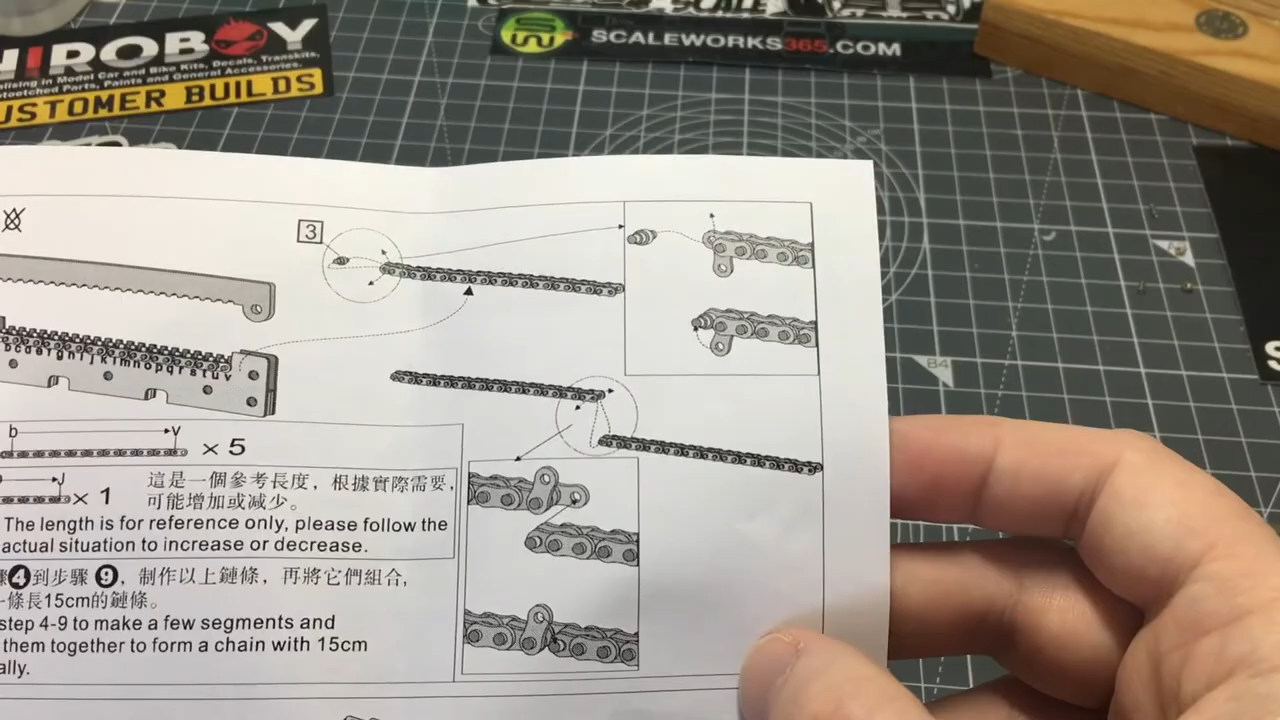 HIROBOY
alising in Model Car and Bike Kits, Decals, Transkits,
otoetched Parts, Paints and General Accessories.
USTOMER BUILDS
SCALE
SCALEWORKS365.COM
B4
3
b c d e f g h i j k l m n o p q r s t u v
b v
× 5
× 1
這是一個參考長度，根據實際需要，
可能增加或減少。
The length is for reference only, please follow the
actual situation to increase or decrease.
驟4到步驟 9，制作以上鏈條，再將它們組合，
條長15cm的鏈條。
step 4-9 to make a few segments and
them together to form a chain with 15cm
ally.
S